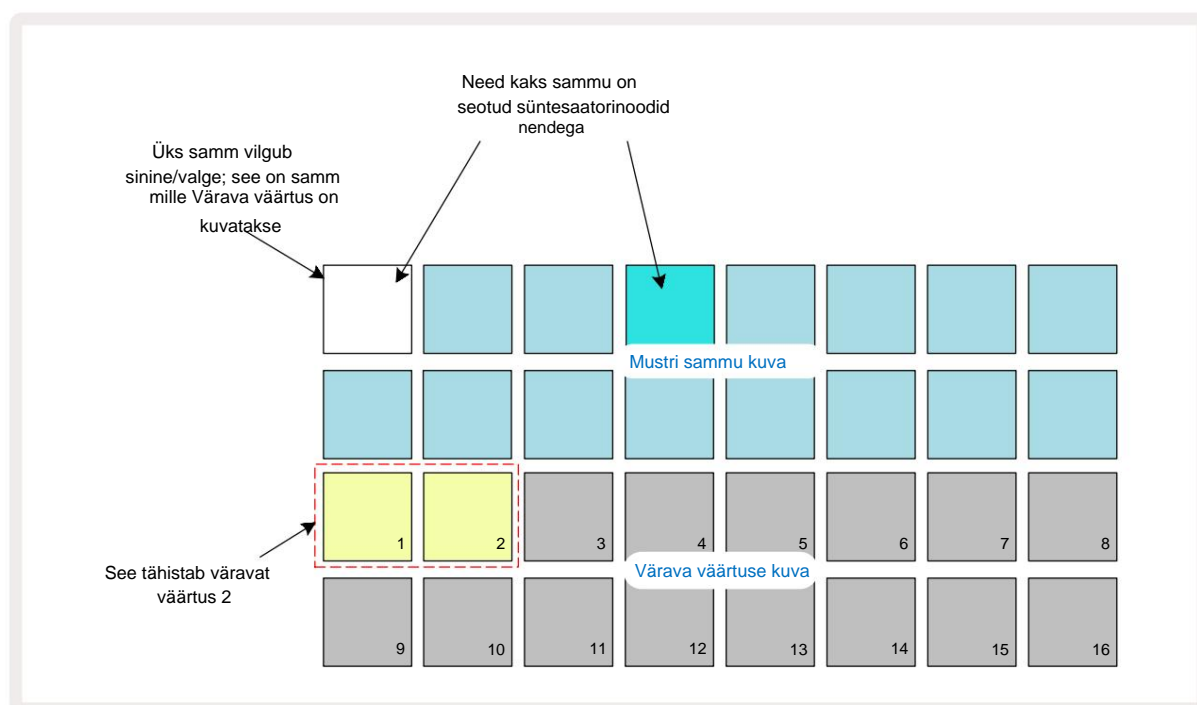 Need kaks sammu on
seotud süntesaatorinoodid
nendega
Üks samm vilgub
sinine/valge; see on samm
mille Värava väärtus on
kuvatakse
Mustri sammu kuva
1 2 3 4 5 6 7 8
Värava väärtuse kuva
See tähistab väravat
väärtus 2
9 10 11 12 13 14 15 16